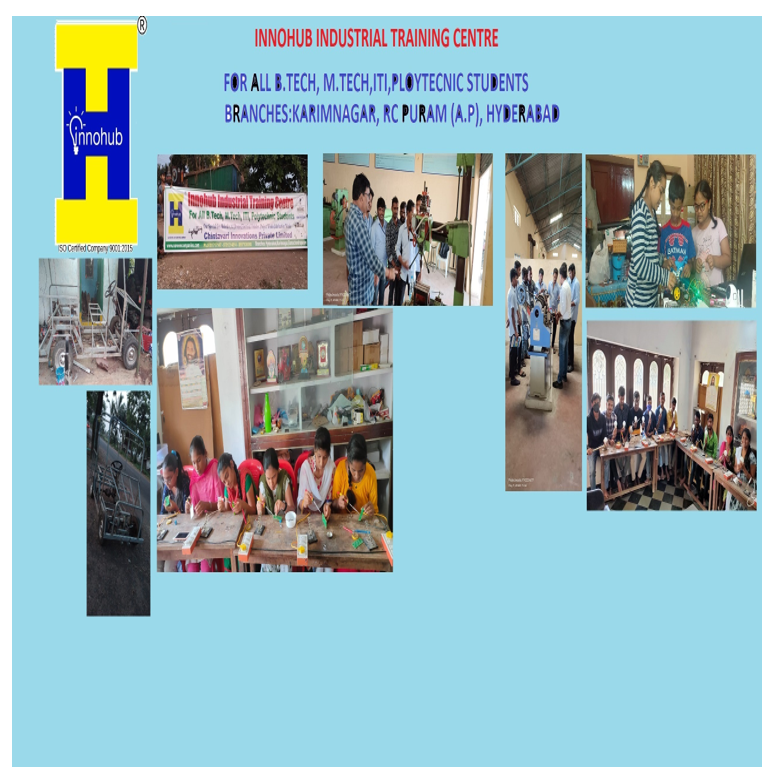 ®
INNOHUB INDUSTRIAL TRAINING CENTRE
FOR ALL B.TECH, M.TECH,ITI,PLOYTECNIC STUDENTS
BRANCHES:KARIMNAGAR, RC PURAM (A.P), HYDERABAD
innohub
ISO Certified Company 9001:2015
Innohub Industrial Training Centre
For All B.Tech, M.Tech, ITI, Polytechnic Students
Innovations Private Limited
BATMAN